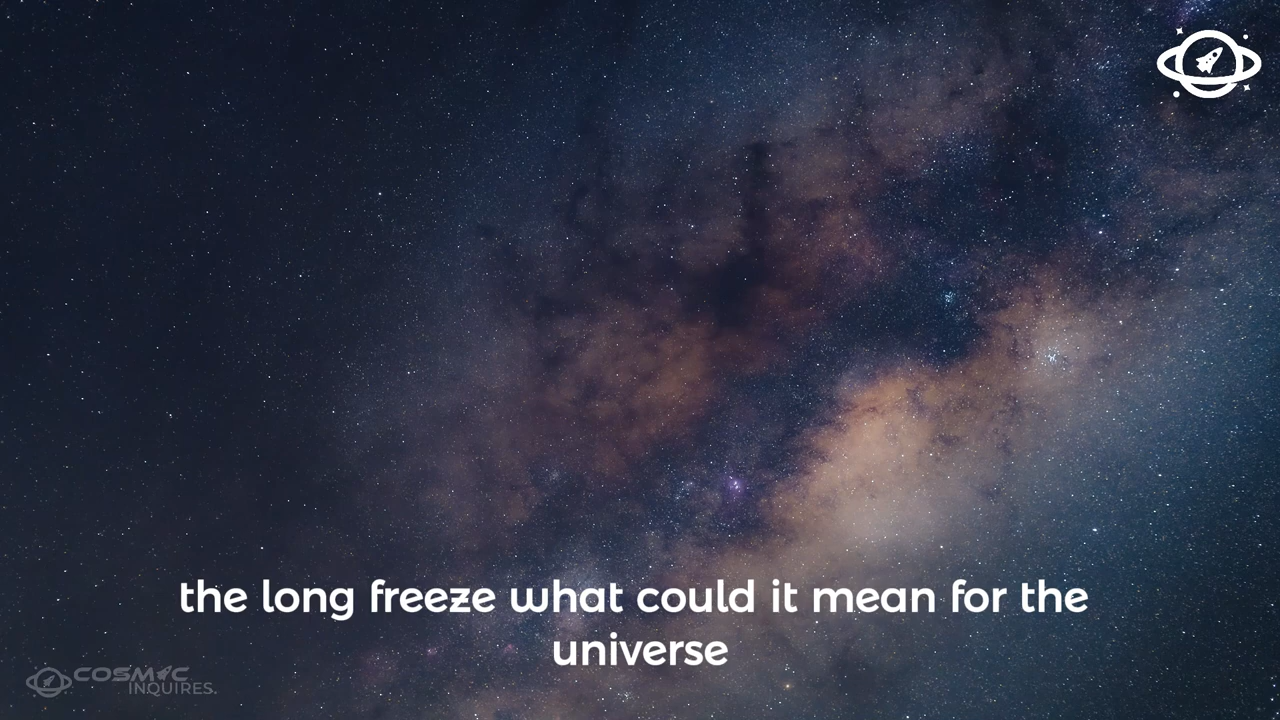 the long freeze what could it mean for the
universe
COSMIC
INQUIRES.